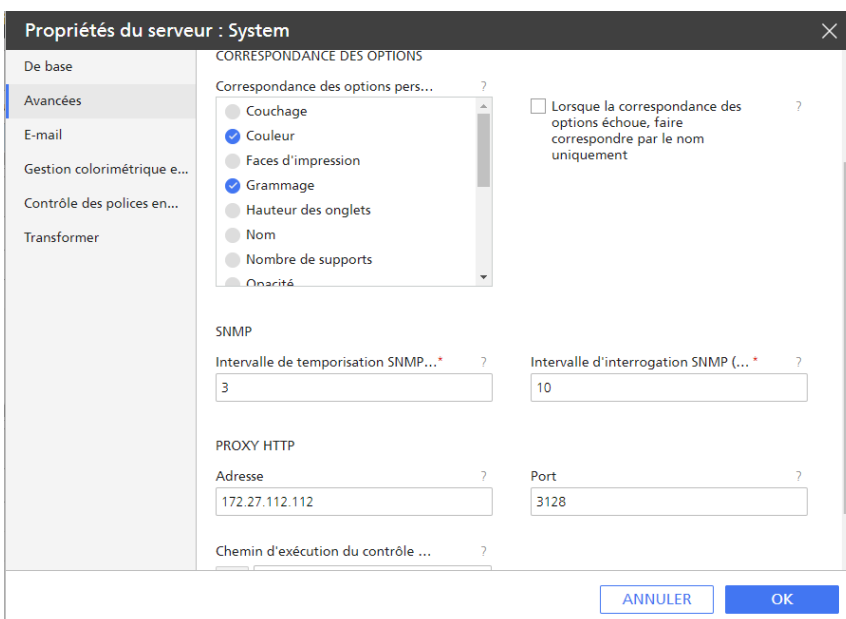 Propriétés du serveur : System
De base
Avancées
E-mail
Gestion colorimétrique e...
Contrôle des polices en...
Transformer
CORRESPONDANCE DES OPTIONS
Correspondance des options pers... ?
Couchage
Couleur
Faces d'impression
Grammage
Hauteur des onglets
Nom
Nombre de supports
Opacité
Lorsque la correspondance des ?
options échoue, faire
correspondre par le nom
uniquement
SNMP
Intervalle de temporisation SNMP...* ?
3
Intervalle d'interrogation SNMP (... * ?
10
PROXY HTTP
Adresse ?
172.27.112.112
Port ?
3128
Chemin d'exécution du contrôle ... ?
ANNULER
OK